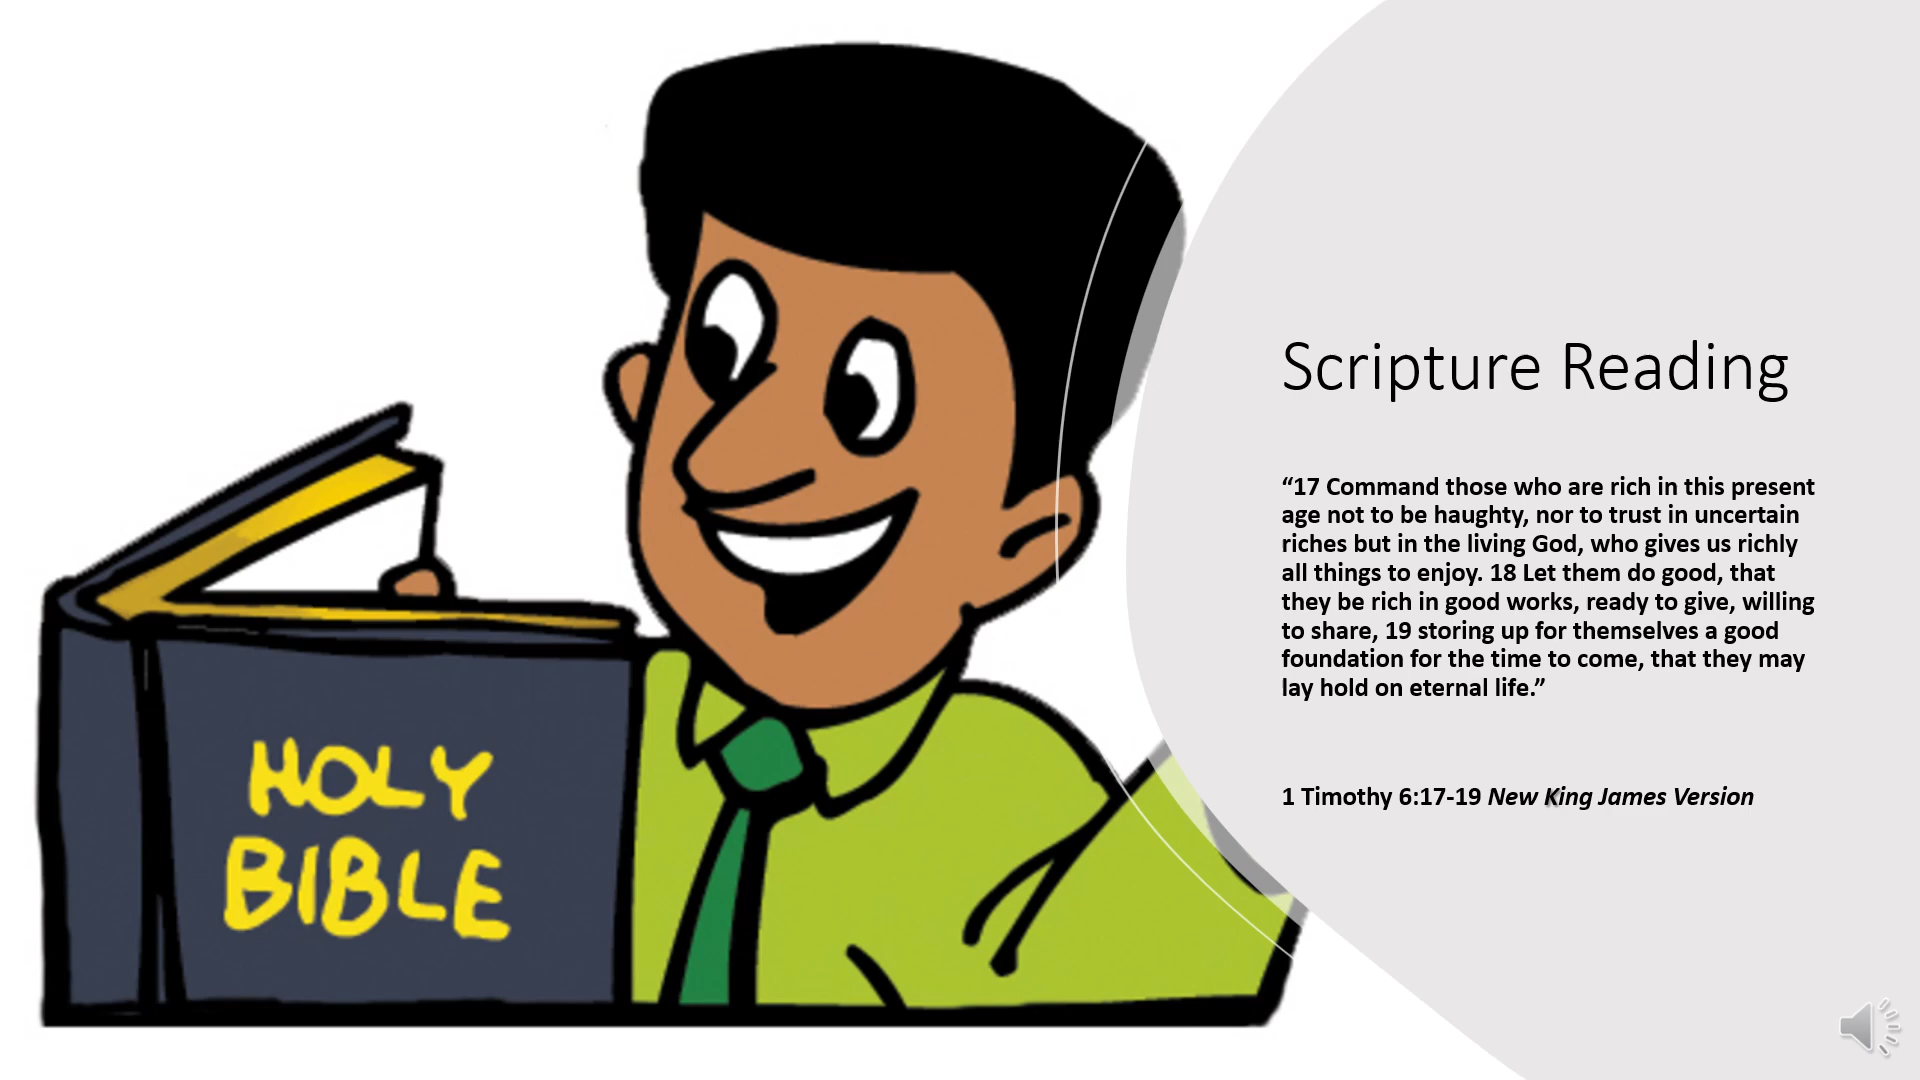 HOLY
BIBLE
Scripture Reading
“17 Command those who are rich in this present
age not to be haughty, nor to trust in uncertain
riches but in the living God, who gives us richly
all things to enjoy. 18 Let them do good, that
they be rich in good works, ready to give, willing
to share, 19 storing up for themselves a good
foundation for the time to come, that they may
lay hold on eternal life.”
1 Timothy 6:17-19 New King James Version